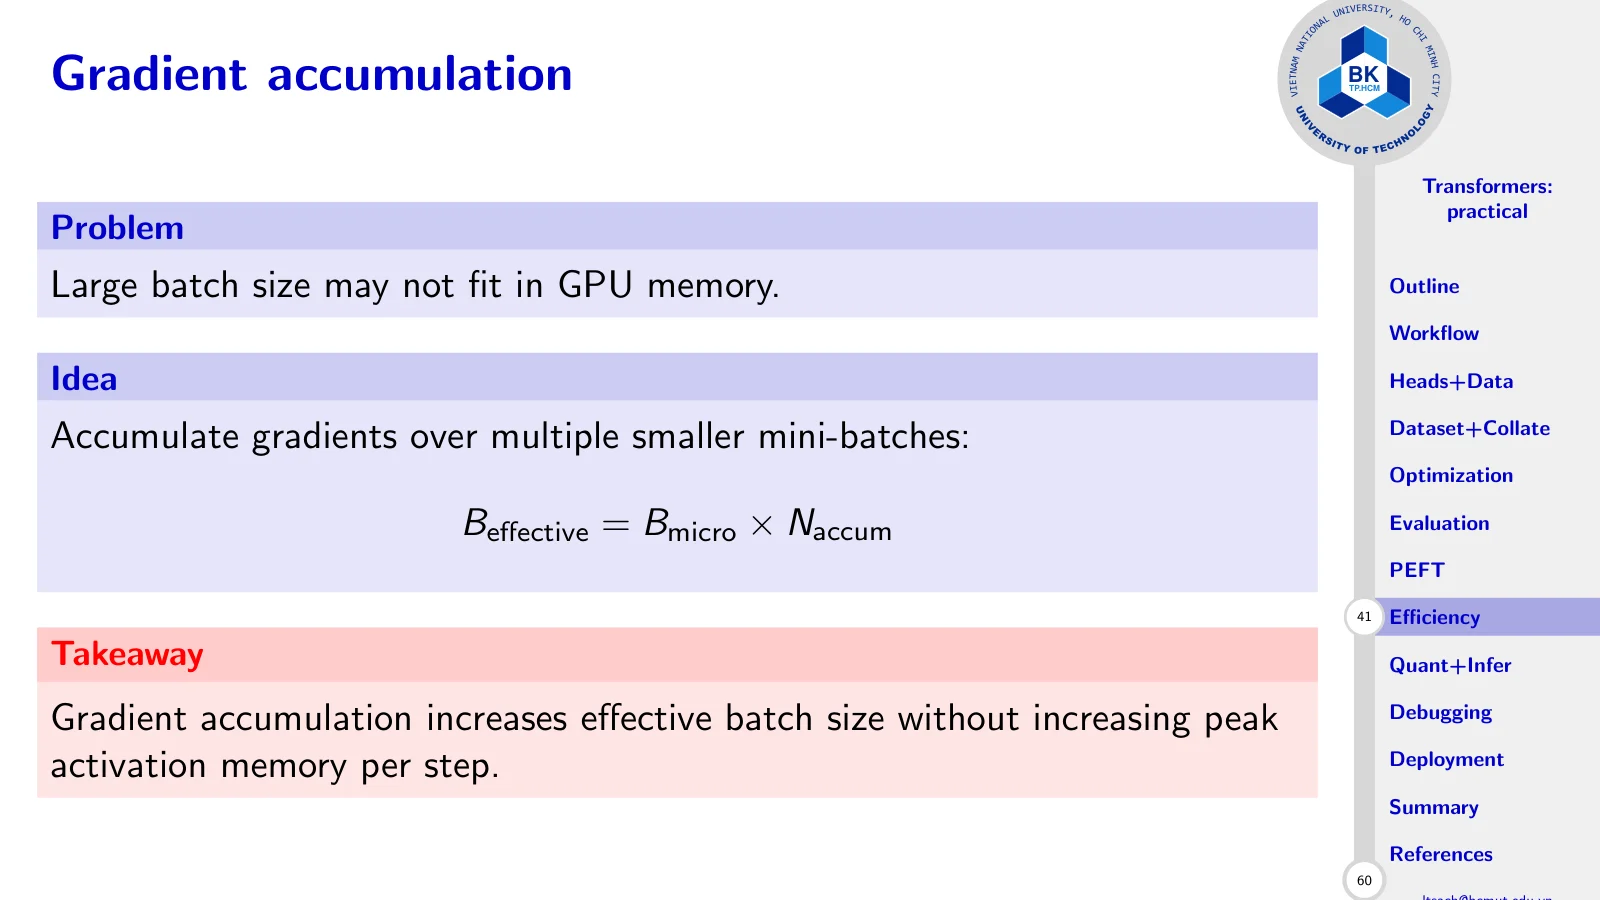 Gradient accumulation
Problem
Large batch size may not fit in GPU memory.
Idea
Accumulate gradients over multiple smaller mini-batches:
B_effective = B_micro × N_accum
Takeaway
Gradient accumulation increases effective batch size without increasing peak
activation memory per step.
VIETNAM NATIONAL UNIVERSITY, HO CHI MINH CITY
BK
TP.HCM
UNIVERSITY OF TECHNOLOGY
Transformers:
practical
Outline
Workflow
Heads+Data
Dataset+Collate
Optimization
Evaluation
PEFT
41 Efficiency
Quant+Infer
Debugging
Deployment
Summary
References
60